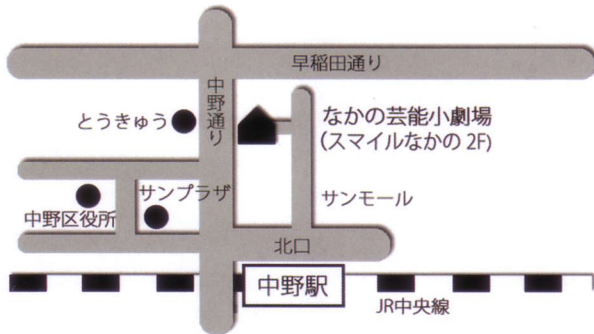 早稲田通り
中野通り
とうきゅう
なかの芸能小劇場
(スマイルなかの 2F)
サンプラザ
サンモール
中野区役所
北口
中野駅
JR中央線